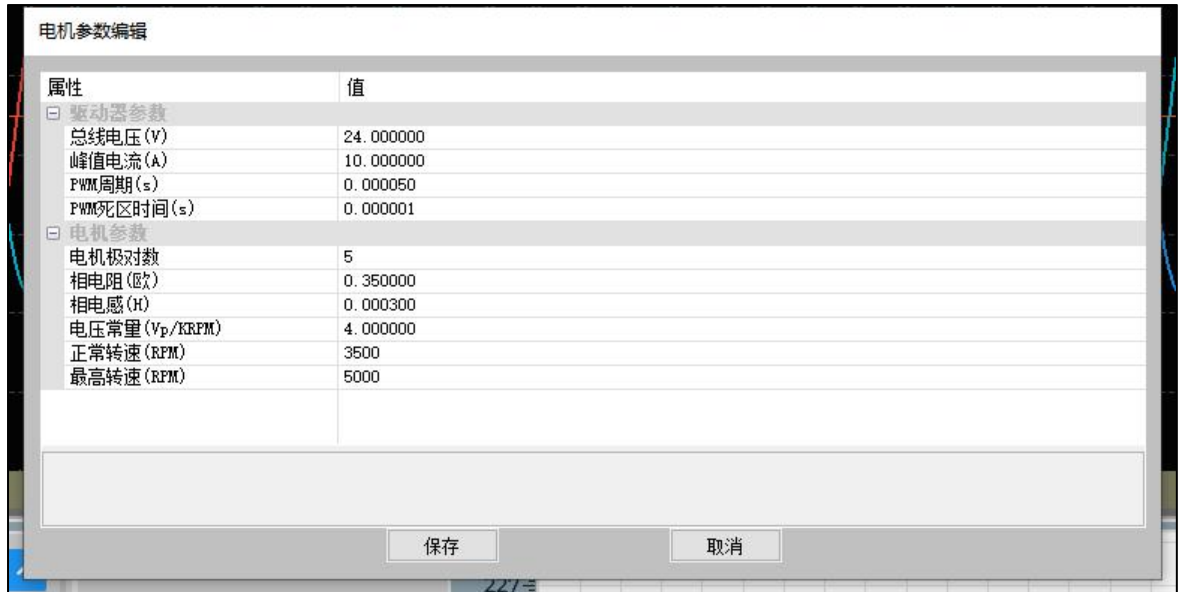 电机参数编辑
属性 值
驱动器参数
总线电压(V) 24.000000
峰值电流(A) 10.000000
PWM周期(s) 0.000050
PWM死区时间(s) 0.000001
电机参数
电机极对数 5
相电阻(欧) 0.350000
相电感(H) 0.000300
电压常量(Vp/KRPM) 4.000000
正常转速(RPM) 3500
最高转速(RPM) 5000
保存 取消